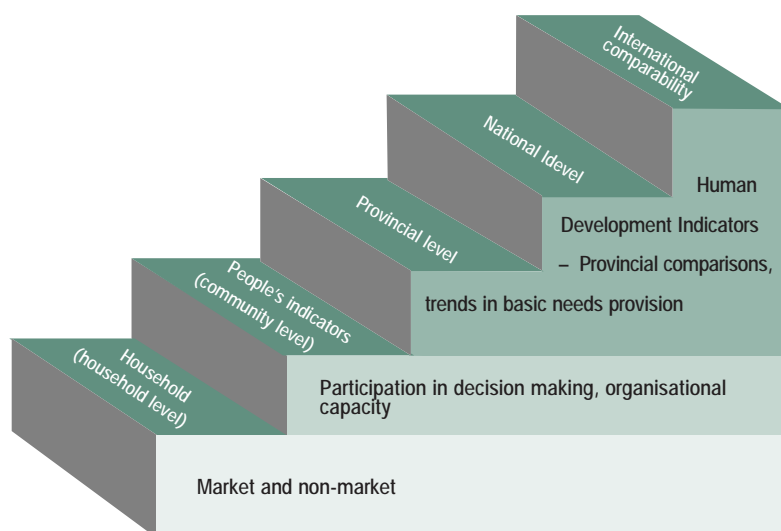 International
comparability
National ldevel
Provincial level
People's indicators
(community level)
Household
(household level)
Human
Development Indicators
– Provincial comparisons,
trends in basic needs provision
Participation in decision making, organisational
capacity
Market and non-market